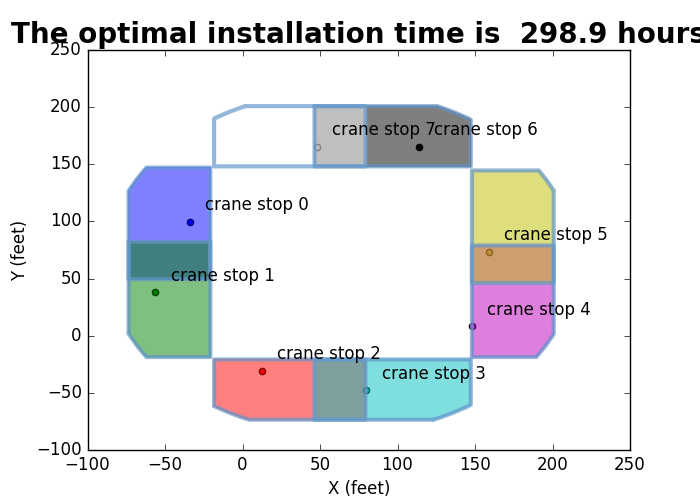 The optimal installation time is 298.9 hours
250
200
150
100
50
0
−50
−100
Y (feet)
crane stop 7
crane stop 6
crane stop 0
crane stop 5
crane stop 1
crane stop 4
crane stop 2
crane stop 3
−100 −50 0 50 100 150 200 250
X (feet)